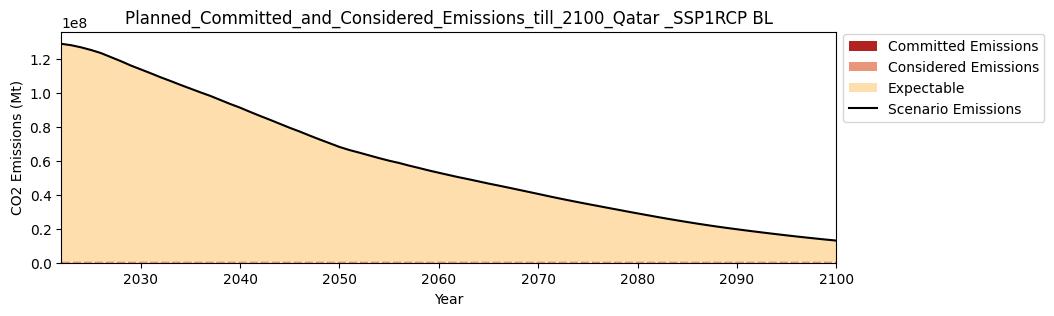 Planned_Committed_and_Considered_Emissions_till_2100_Qatar _SSP1RCP BL
1e8
1.2
1.0
0.8
0.6
0.4
0.2
0.0
CO2 Emissions (Mt)
2030 2040 2050 2060 2070 2080 2090 2100
Year
Committed Emissions
Considered Emissions
Expectable
Scenario Emissions